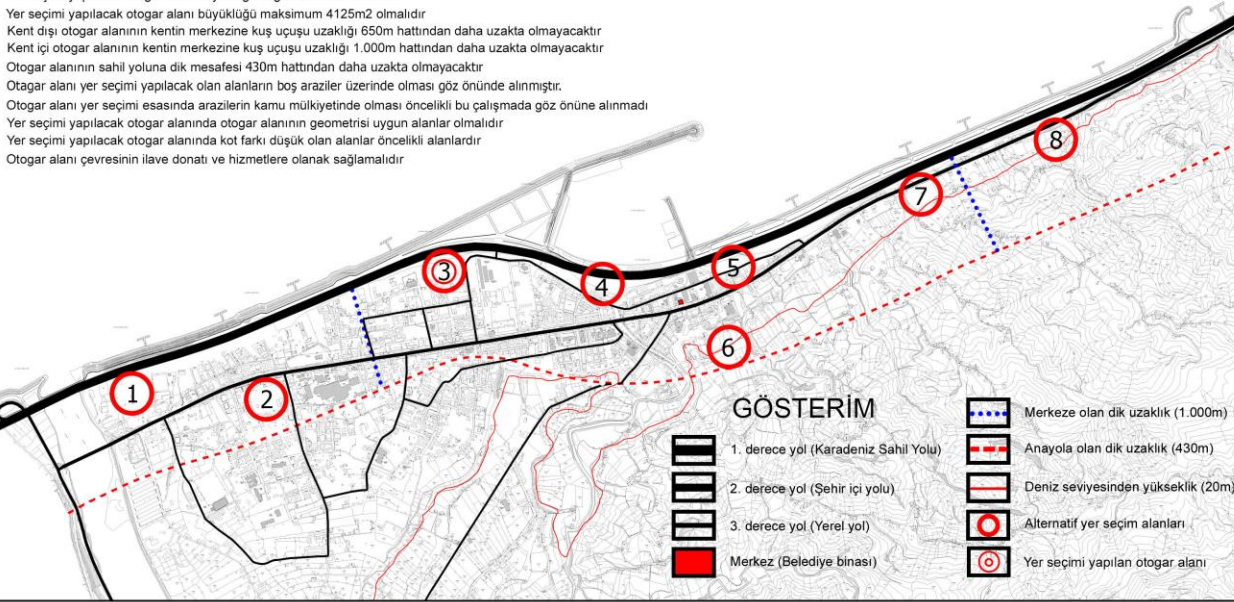 Yer seçimi yapılacak otogar alanı büyüklüğü maksimum 4125m2 olmalıdır
Kent dışı otogar alanının kentin merkezine kuş uçuşu uzaklığı 650m hattından daha uzakta olmayacaktır
Kent içi otogar alanının kentin merkezine kuş uçuşu uzaklığı 1.000m hattından daha uzakta olmayacaktır
Otogar alanının sahil yoluna dik mesafesi 430m hattından daha uzakta olmayacaktır
Otagar alanı yer seçimi yapılacak olan alanların boş araziler üzerinde olması göz önünde alınmıştır.
Otogar alanı yer seçimi esasında arazilerin kamu mülkiyetinde olması öncelikli bu çalışmada göz önüne alınmadı
Yer seçimi yapılacak otogar alanında otogar alanının geometrisi uygun alanlar olmalıdır
Yer seçimi yapılacak otogar alanında kot farkı düşük olan alanlar öncelikli alanlardır
Otogar alanı çevresinin ilave donatı ve hizmetlere olanak sağlamalıdır
8
7
3
5
4
6
1
2
GÖSTERİM
1. derece yol (Karadeniz Sahil Yolu)
2. derece yol (Şehir içi yolu)
3. derece yol (Yerel yol)
Merkez (Belediye binası)
Merkeze olan dik uzaklık (1.000m)
Anayola olan dik uzaklık (430m)
Deniz seviyesinden yükseklik (20m)
Alternatif yer seçim alanları
Yer seçimi yapılan otogar alanı